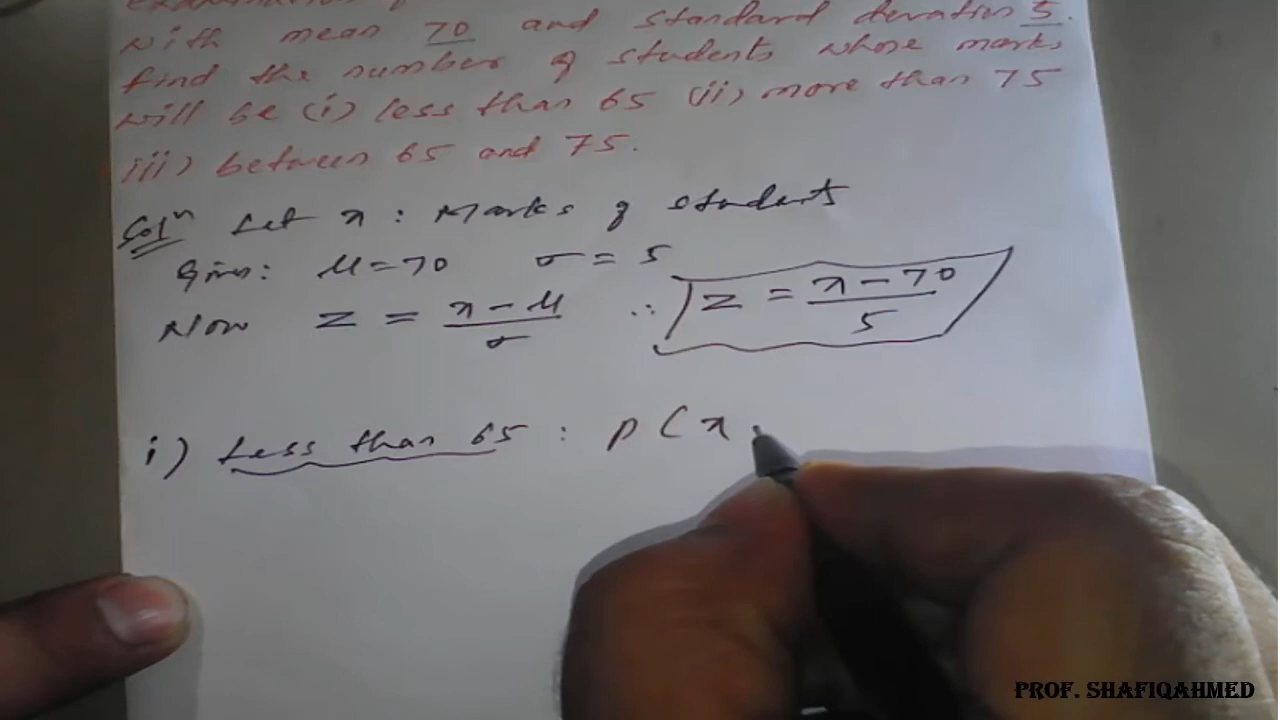 with mean 70 and standard deviation 5.
find the number of students whose marks
will be (i) less than 65 (ii) more than 75
iii) between 65 and 75.
Solⁿ Let x : Marks of students
Given: μ = 70 σ = 5
Now z = x - μ / σ ∴ z = x - 70 / 5
i) Less than 65 : p ( x
PROF. SHAFIQAHMED